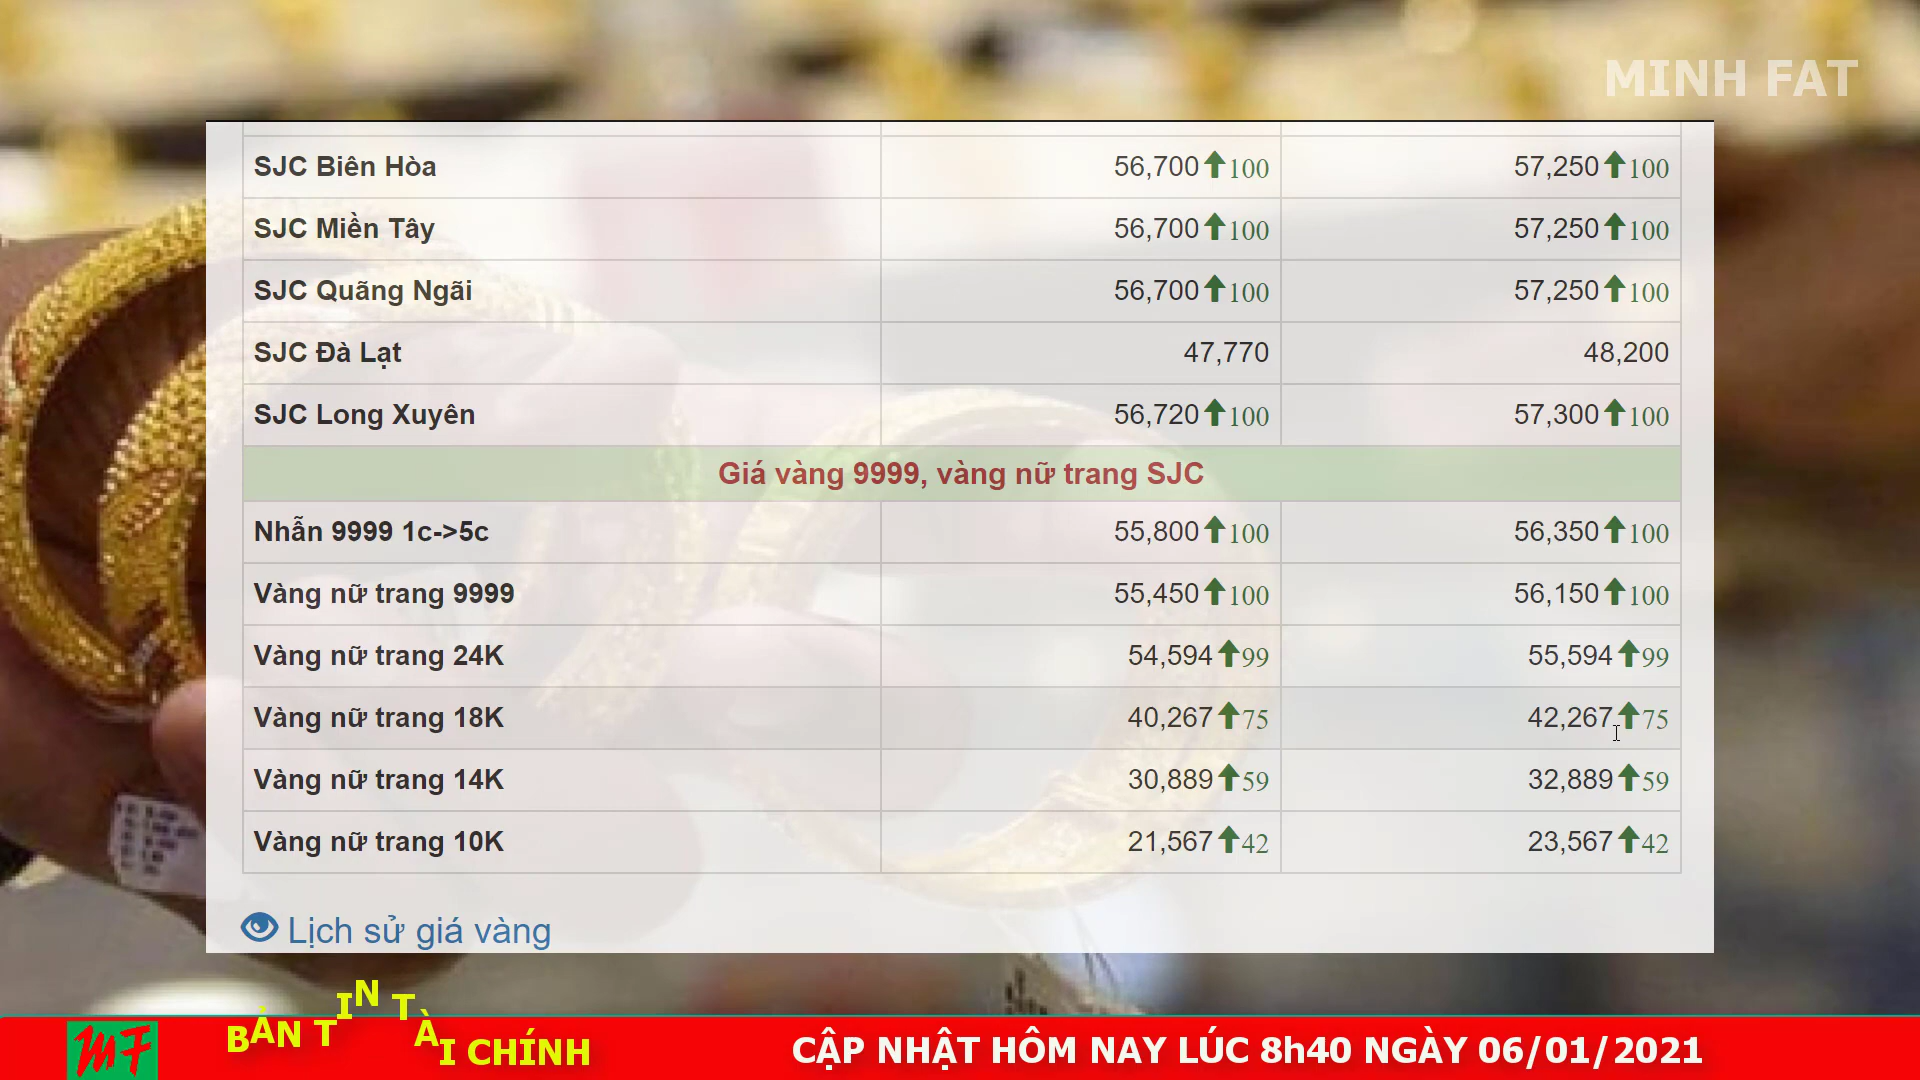 MINH FAT
SJC Biên Hòa 56,700 100 57,250 100
SJC Miền Tây 56,700 100 57,250 100
SJC Quãng Ngãi 56,700 100 57,250 100
SJC Đà Lạt 47,770 48,200
SJC Long Xuyên 56,720 100 57,300 100
Giá vàng 9999, vàng nữ trang SJC
Nhẫn 9999 1c->5c 55,800 100 56,350 100
Vàng nữ trang 9999 55,450 100 56,150 100
Vàng nữ trang 24K 54,594 99 55,594 99
Vàng nữ trang 18K 40,267 75 42,267 75
Vàng nữ trang 14K 30,889 59 32,889 59
Vàng nữ trang 10K 21,567 42 23,567 42
Lịch sử giá vàng
MF BẢN TIN TÀI CHÍNH CẬP NHẬT HÔM NAY LÚC 8h40 NGÀY 06/01/2021